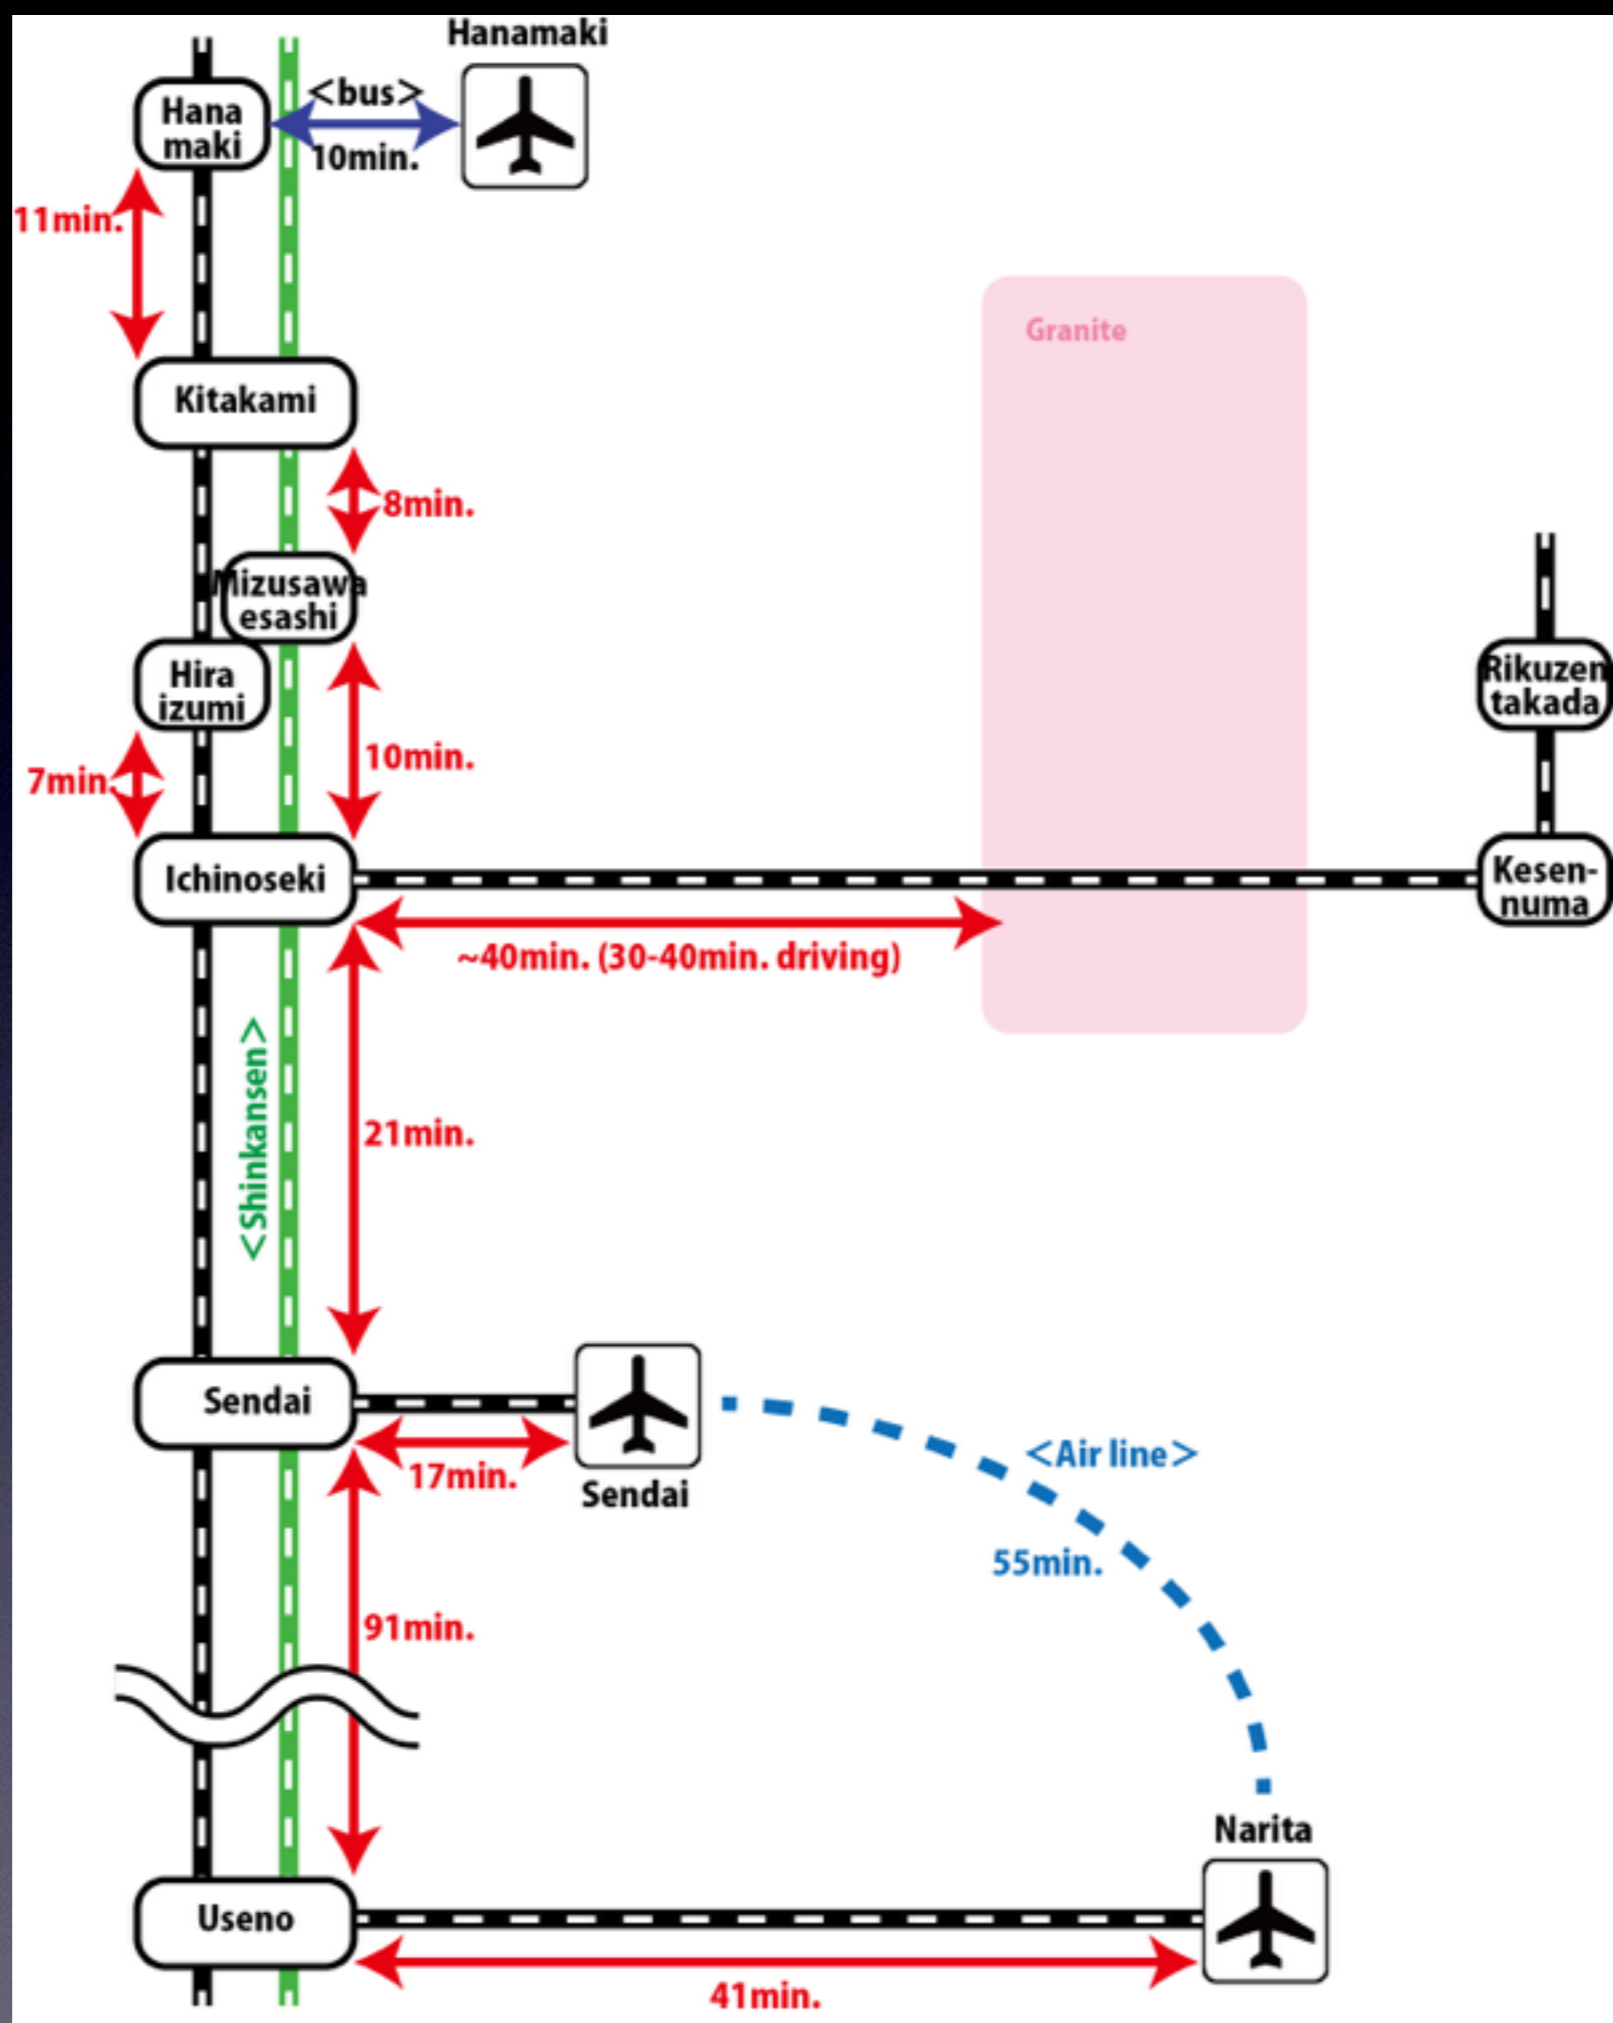 Hanamaki
Hana
maki
<bus>
10min.
11min.
Granite
Kitakami
8min.
Mizusawa
esashi
Hira
izumi
Rikuzen
takada
10min.
7min.
Ichinoseki
Kesen-
numa
~40min. (30-40min. driving)
<Shinkansen>
21min.
Sendai
17min.
Sendai
<Air line>
55min.
91min.
Narita
Useno
41min.